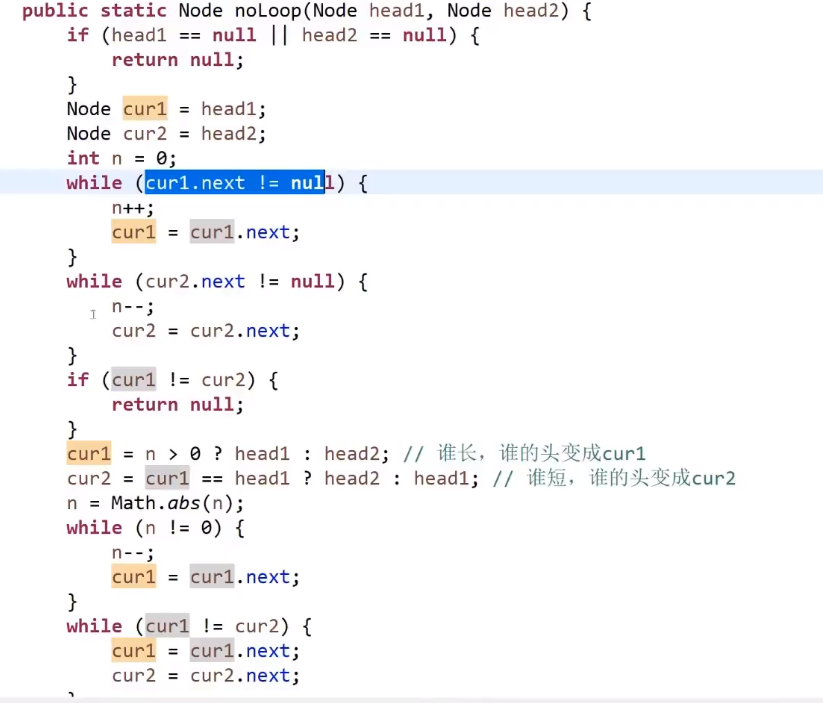 public static Node noLoop(Node head1, Node head2) {
if (head1 == null || head2 == null) {
return null;
}
Node cur1 = head1;
Node cur2 = head2;
int n = 0;
while (cur1.next != null) {
n++;
cur1 = cur1.next;
}
while (cur2.next != null) {
n--;
cur2 = cur2.next;
}
if (cur1 != cur2) {
return null;
}
cur1 = n > 0 ? head1 : head2; // 谁长，谁的头变成cur1
cur2 = cur1 == head1 ? head2 : head1; // 谁短，谁的头变成cur2
n = Math.abs(n);
while (n != 0) {
n--;
cur1 = cur1.next;
}
while (cur1 != cur2) {
cur1 = cur1.next;
cur2 = cur2.next;